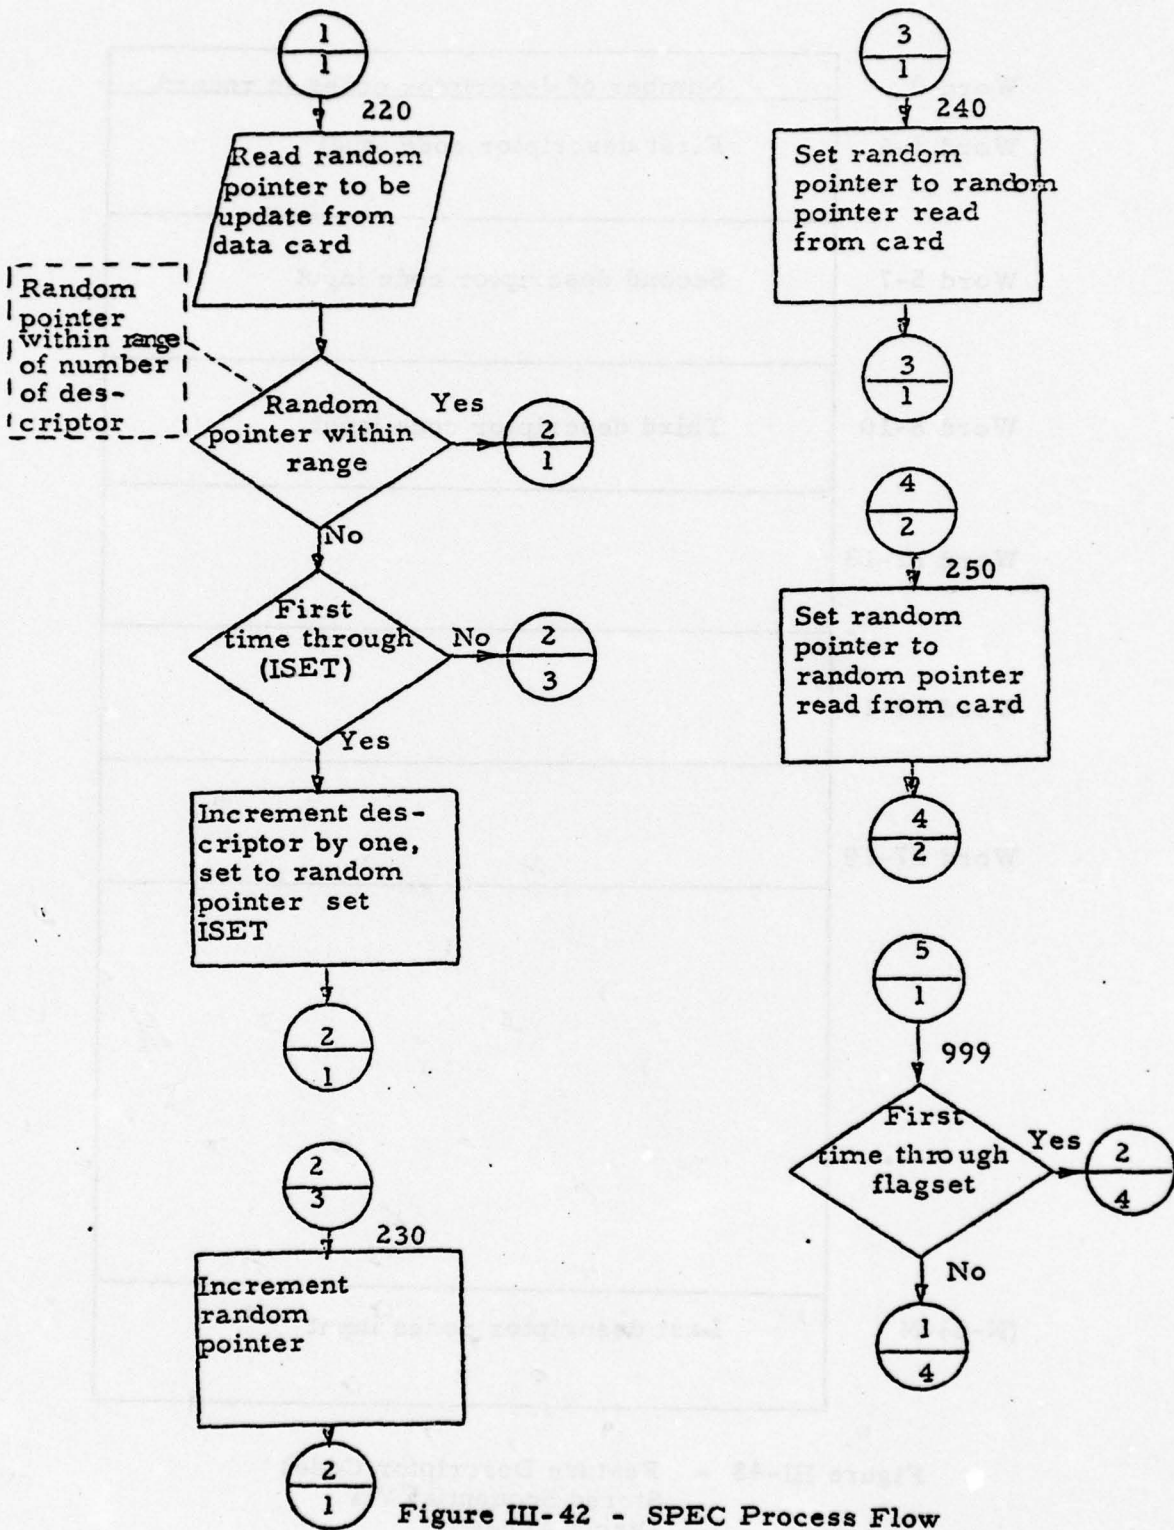 1
1
220
Read random
pointer to be
update from
data card
Random
pointer
within range
of number
of des-
criptor
Random
pointer within
range
Yes
2
1
No
First
time through
(ISET)
No
2
3
Yes
Increment des-
criptor by one,
set to random
pointer set
ISET
2
1
2
3
230
Increment
random
pointer
2
1
3
1
240
Set random
pointer to random
pointer read
from card
3
1
4
2
250
Set random
pointer to
random pointer
read from card
4
2
5
1
999
First
time through
flagset
Yes
2
4
No
1
4
Figure III-42 - SPEC Process Flow